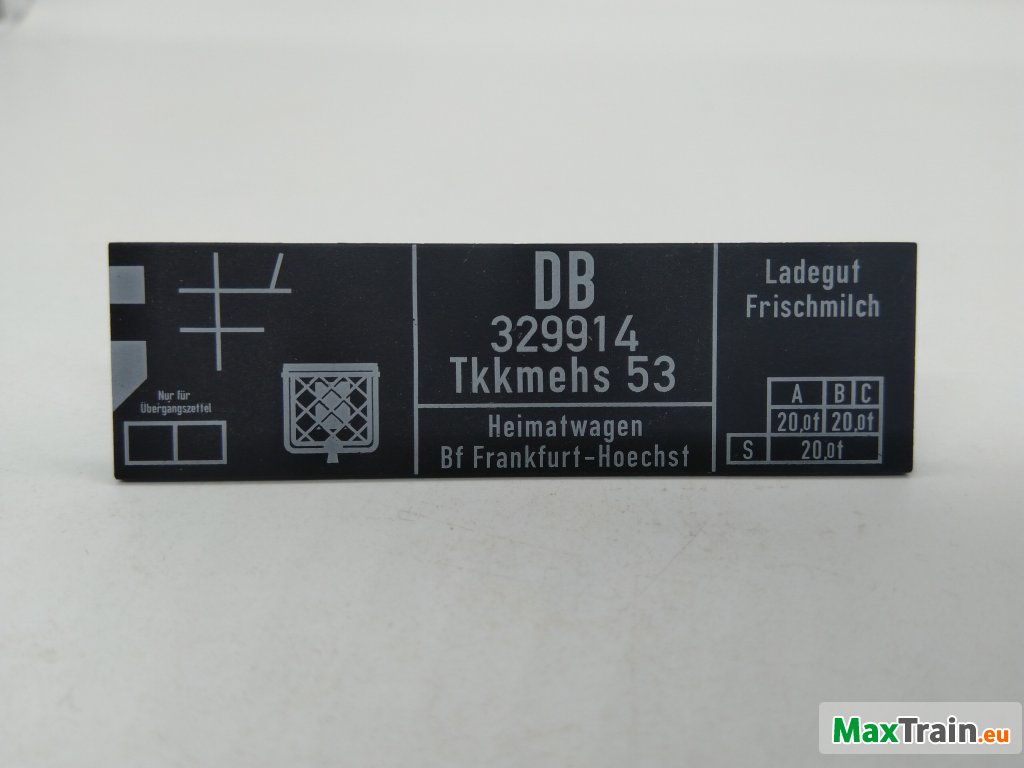 Nur für
Übergangszettel
DB
329914
Tkkmehs 53
Heimatwagen
Bf Frankfurt-Hoechst
Ladegut
Frischmilch
A B C
20,0t 20,0t
S 20,0t
MaxTrain.eu